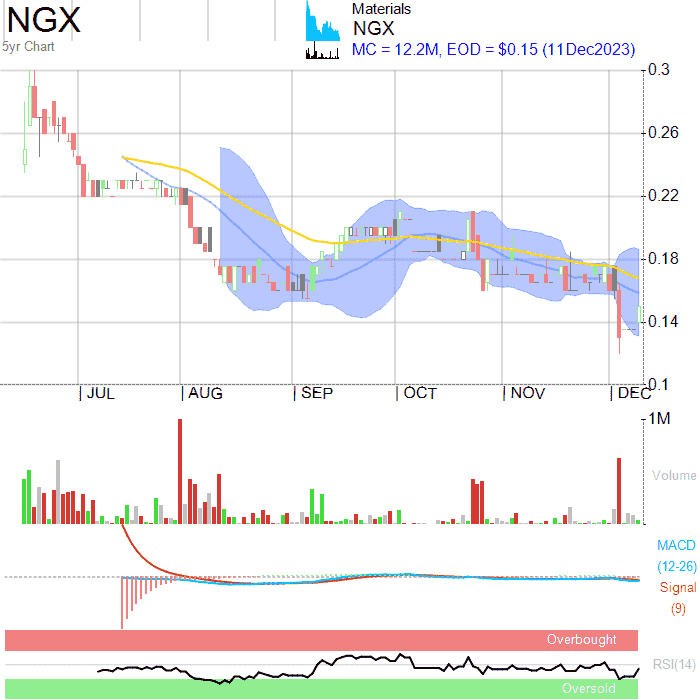 NGX
5yr Chart
Materials
NGX
MC = 12.2M, EOD = $0.15 (11Dec2023)
0.3
0.26
0.22
0.18
0.14
0.1
JUL AUG SEP OCT NOV DEC
1M
Volume
MACD
(12-26)
Signal
(9)
Overbought
RSI(14)
Oversold